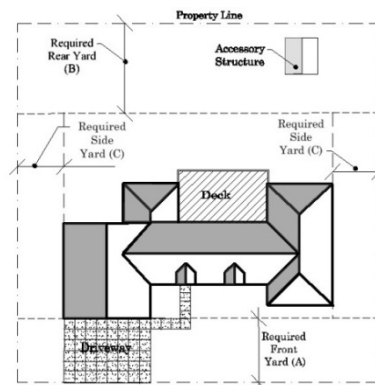 Property Line
Required
Rear Yard
(B)
Accessory
Structure
Required
Side
Yard (C)
Required
Side
Yard (C)
Deck
Driveway
Required
Front
Yard (A)